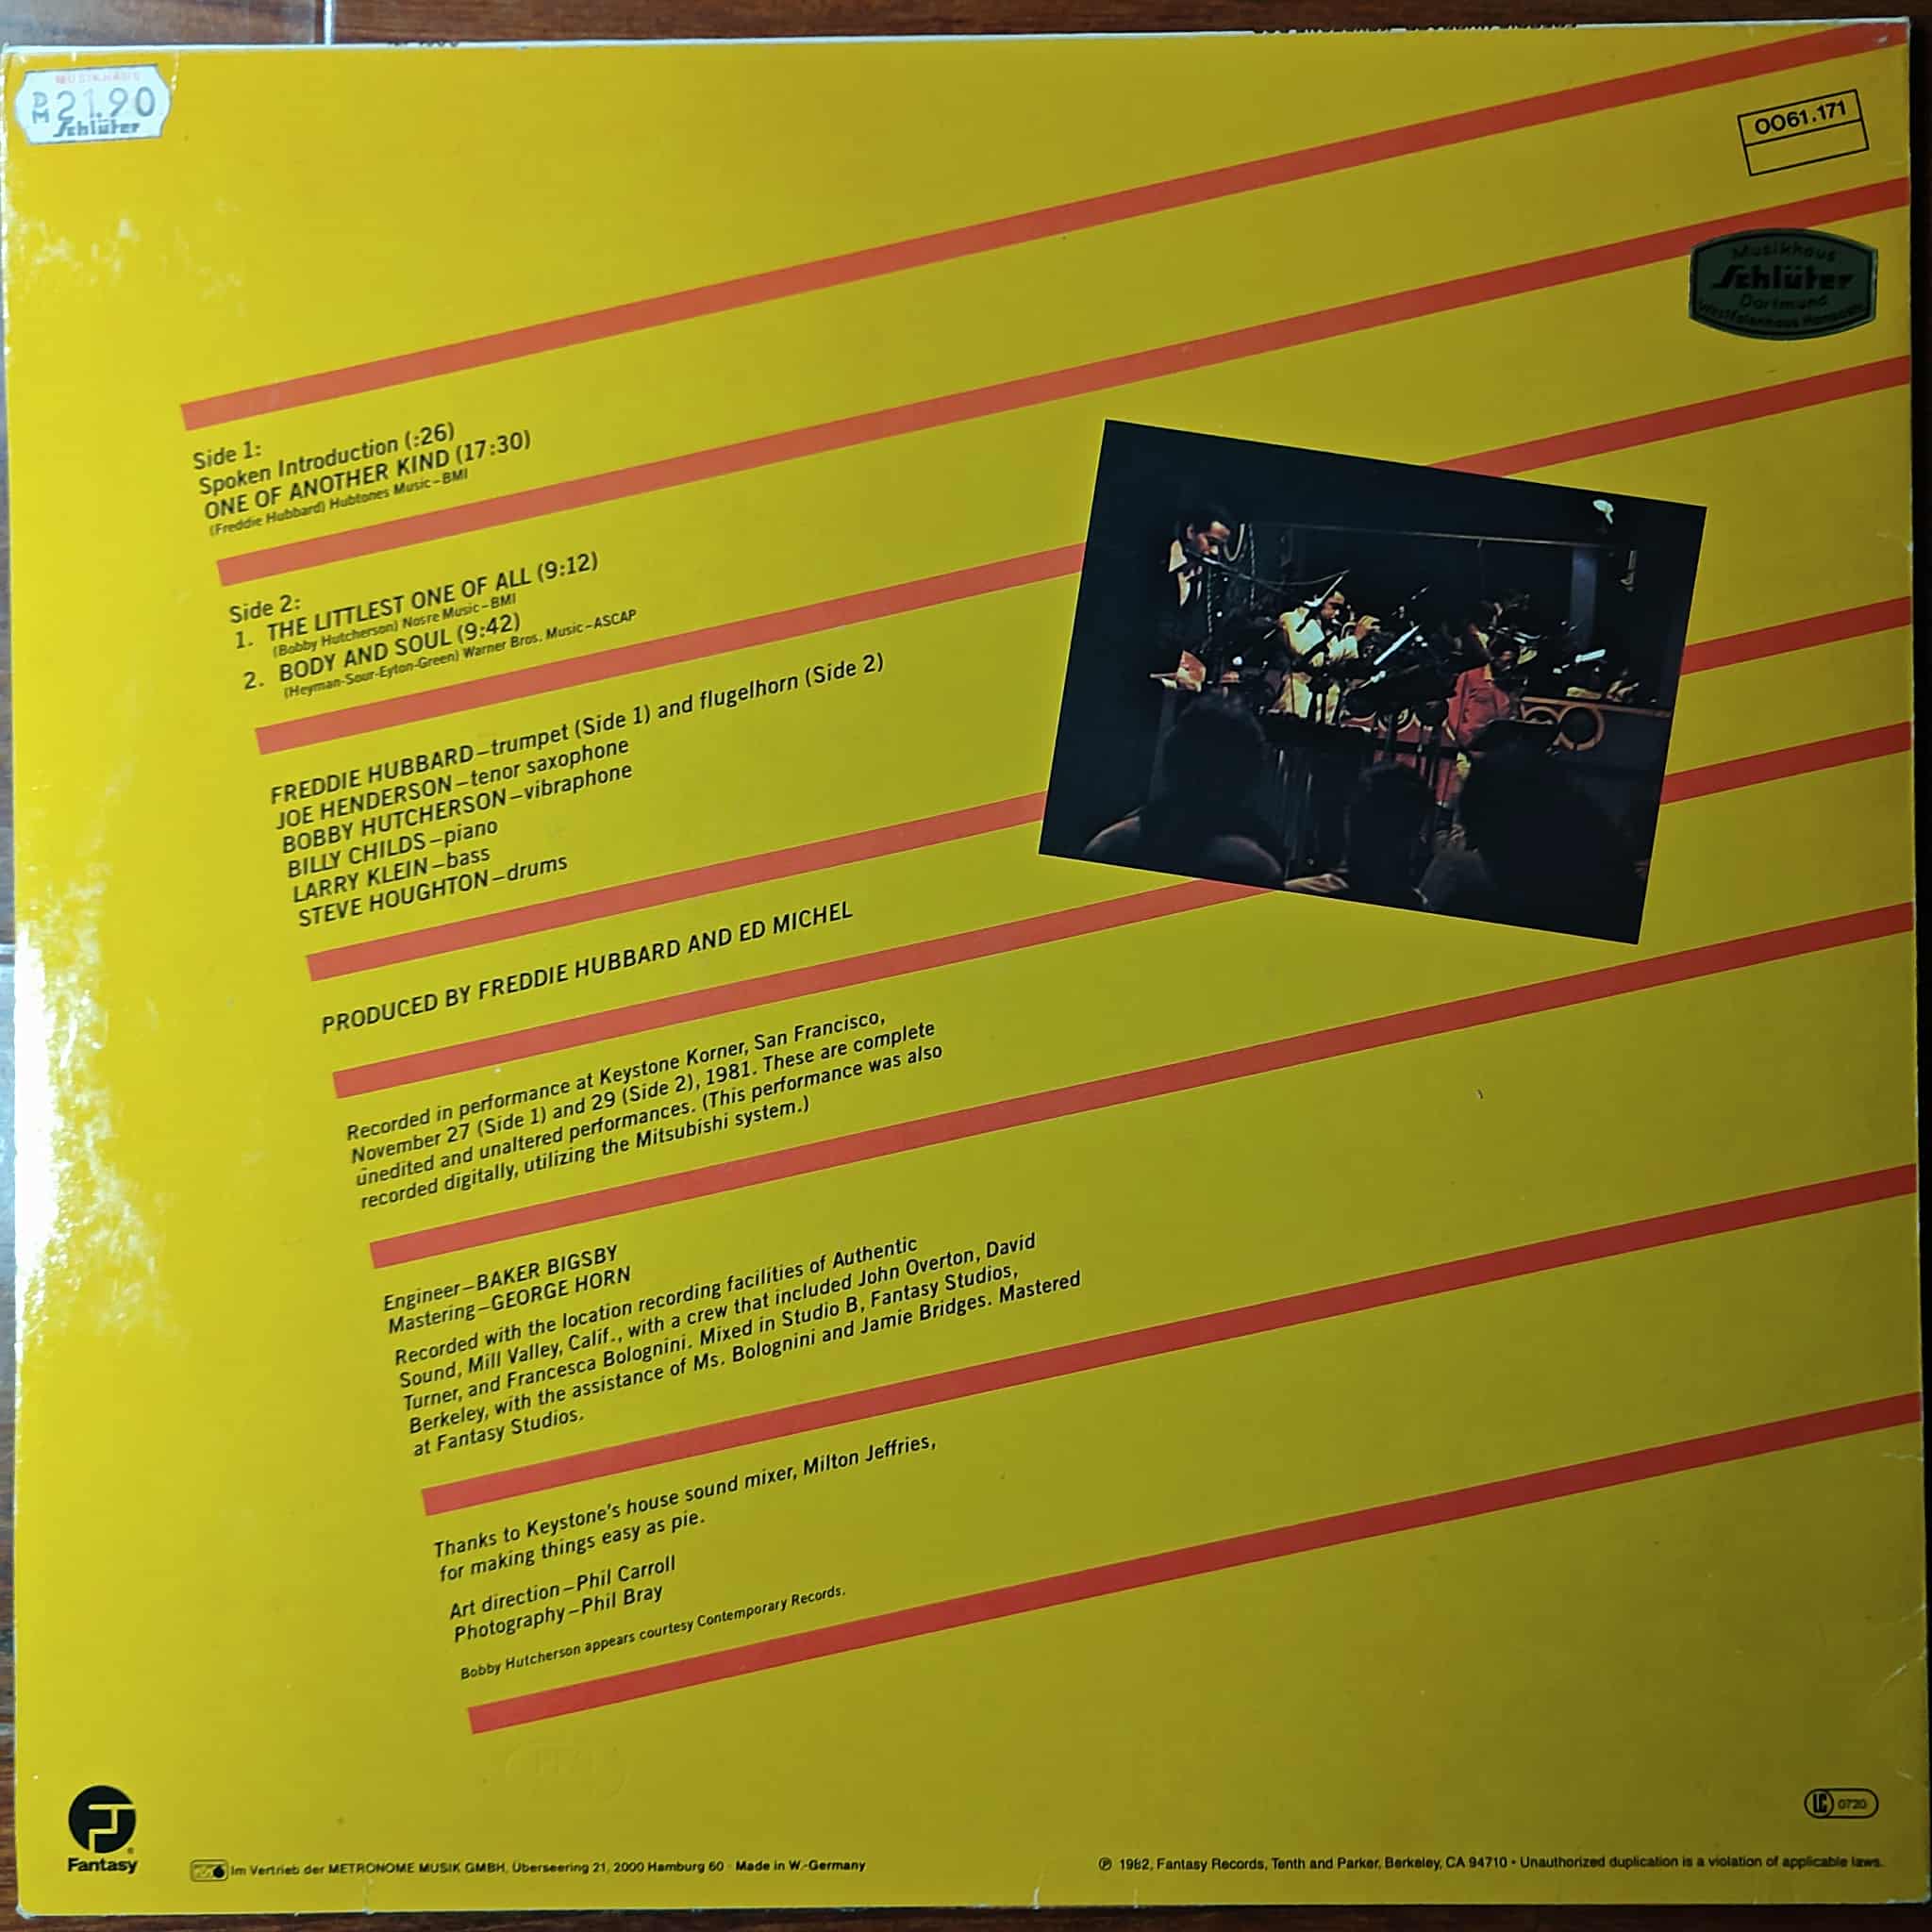 MUSIKHAUS
DM 21.90
Schlüter
0061.171
Musikhaus
Schlüter
Dortmund
Westfalenhaus Hansastr.
Side 1:
Spoken Introduction (:26)
ONE OF ANOTHER KIND (17:30)
(Freddie Hubbard) Hubtones Music–BMI
Side 2:
1. THE LITTLEST ONE OF ALL (9:12)
(Bobby Hutcherson) Nosre Music–BMI
2. BODY AND SOUL (9:42)
(Heyman-Sour-Eyton-Green) Warner Bros. Music–ASCAP
FREDDIE HUBBARD–trumpet (Side 1) and flugelhorn (Side 2)
JOE HENDERSON–tenor saxophone
BOBBY HUTCHERSON–vibraphone
BILLY CHILDS–piano
LARRY KLEIN–bass
STEVE HOUGHTON–drums
PRODUCED BY FREDDIE HUBBARD AND ED MICHEL
Recorded in performance at Keystone Korner, San Francisco,
November 27 (Side 1) and 29 (Side 2), 1981. These are complete
unedited and unaltered performances. (This performance was also
recorded digitally, utilizing the Mitsubishi system.)
Engineer–BAKER BIGSBY
Mastering–GEORGE HORN
Recorded with the location recording facilities of Authentic
Sound, Mill Valley, Calif., with a crew that included John Overton, David
Turner, and Francesca Bolognini. Mixed in Studio B, Fantasy Studios,
Berkeley, with the assistance of Ms. Bolognini and Jamie Bridges. Mastered
at Fantasy Studios.
Thanks to Keystone's house sound mixer, Milton Jeffries,
for making things easy as pie.
Art direction–Phil Carroll
Photography–Phil Bray
Bobby Hutcherson appears courtesy Contemporary Records.
Fantasy
Im Vertrieb der METRONOME MUSIK GMBH, Überseering 21, 2000 Hamburg 60 · Made in W.-Germany
LC 0720
℗ 1982, Fantasy Records, Tenth and Parker, Berkeley, CA 94710 • Unauthorized duplication is a violation of applicable laws.